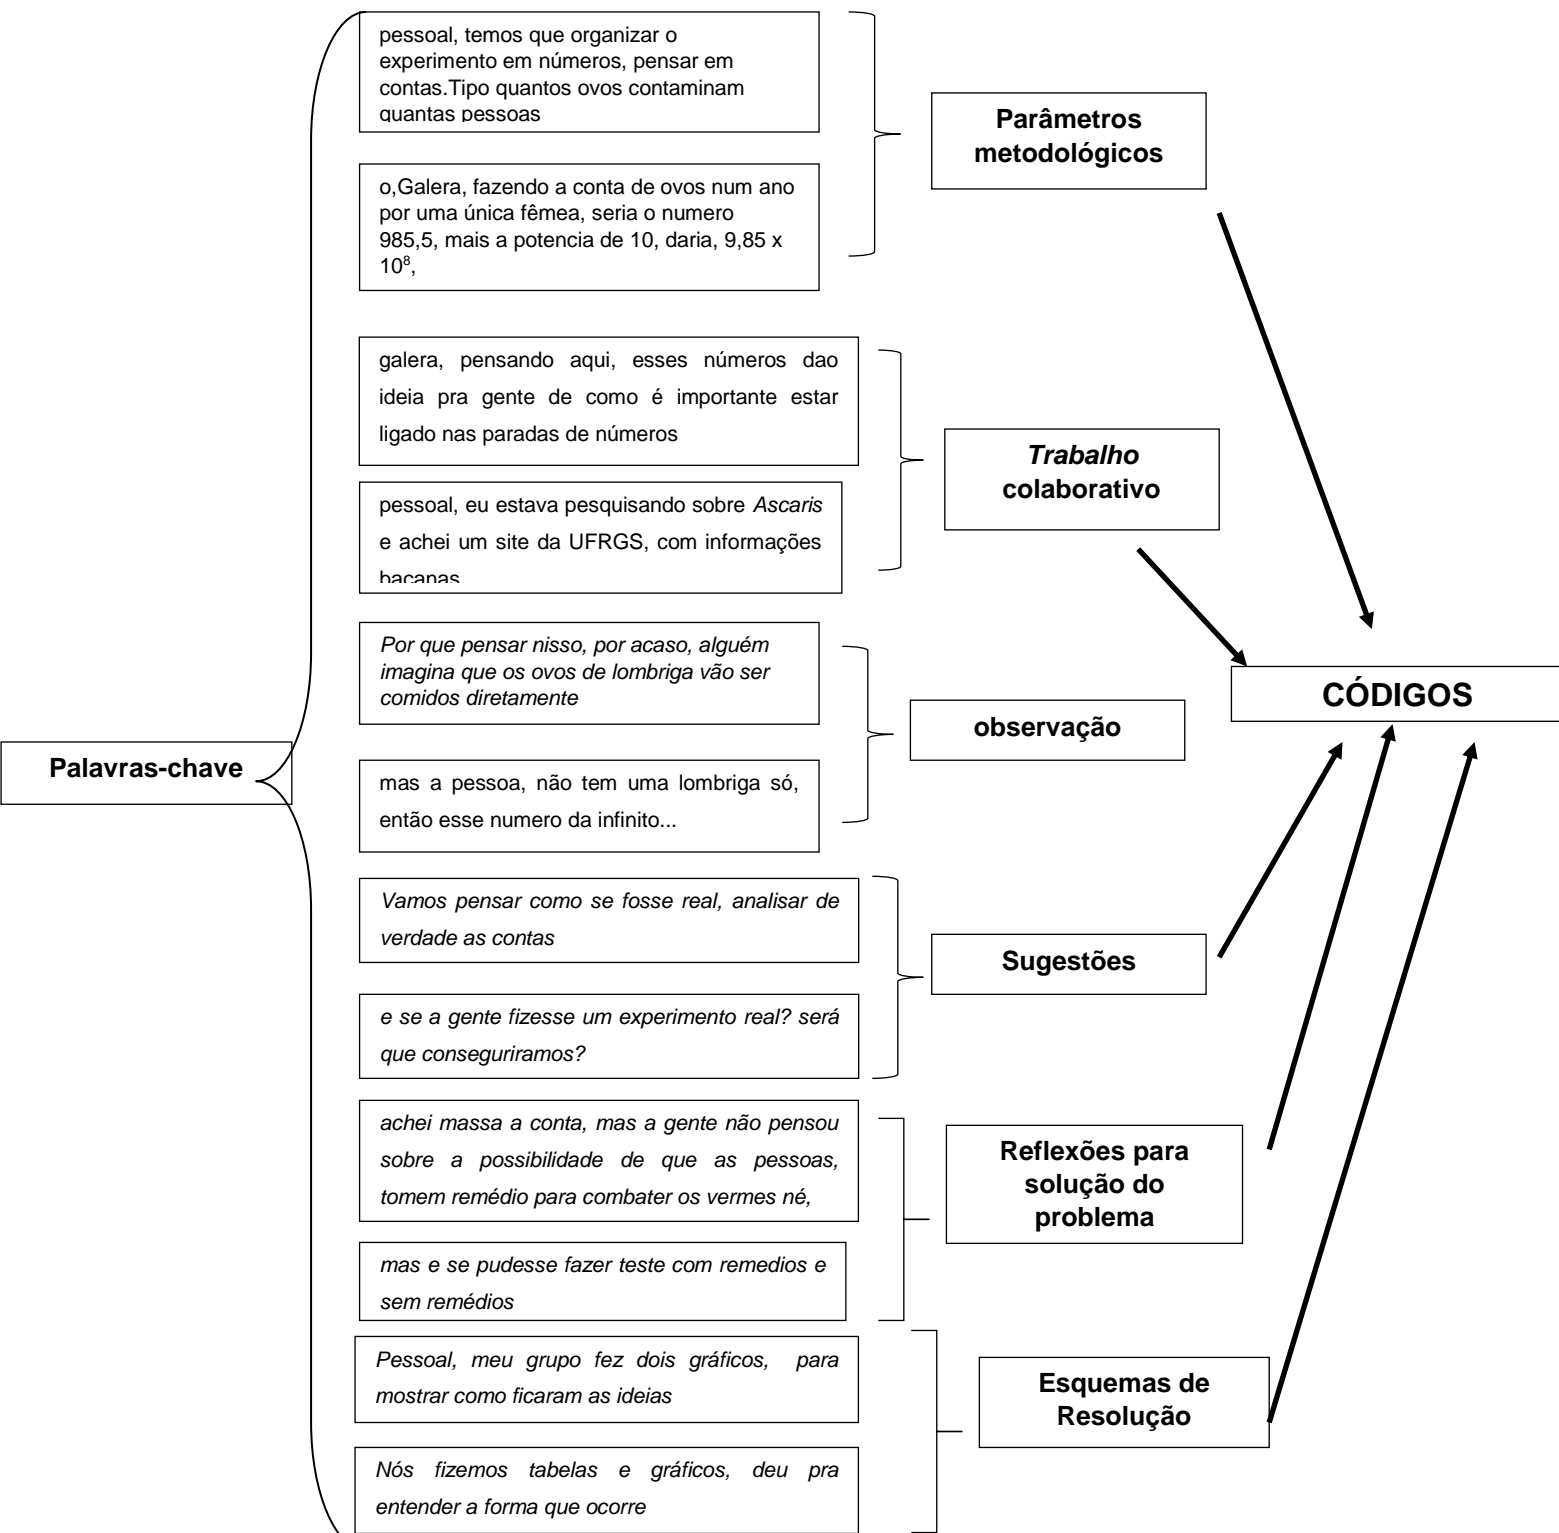 pessoal, temos que organizar o
experimento em números, pensar em
contas.Tipo quantos ovos contaminam
quantas pessoas
o,Galera, fazendo a conta de ovos num ano
por uma única fêmea, seria o numero
985,5, mais a potencia de 10, daria, 9,85 x
10⁸,
Parâmetros
metodológicos
galera, pensando aqui, esses números dao
ideia pra gente de como é importante estar
ligado nas paradas de números
pessoal, eu estava pesquisando sobre Ascaris
e achei um site da UFRGS, com informações
bacanas
Trabalho
colaborativo
Por que pensar nisso, por acaso, alguém
imagina que os ovos de lombriga vão ser
comidos diretamente
mas a pessoa, não tem uma lombriga só,
então esse numero da infinito...
observação
CÓDIGOS
Palavras-chave
Vamos pensar como se fosse real, analisar de
verdade as contas
e se a gente fizesse um experimento real? será
que conseguriramos?
Sugestões
achei massa a conta, mas a gente não pensou
sobre a possibilidade de que as pessoas,
tomem remédio para combater os vermes né,
mas e se pudesse fazer teste com remedios e
sem remédios
Reflexões para
solução do
problema
Pessoal, meu grupo fez dois gráficos, para
mostrar como ficaram as ideias
Nós fizemos tabelas e gráficos, deu pra
entender a forma que ocorre
Esquemas de
Resolução